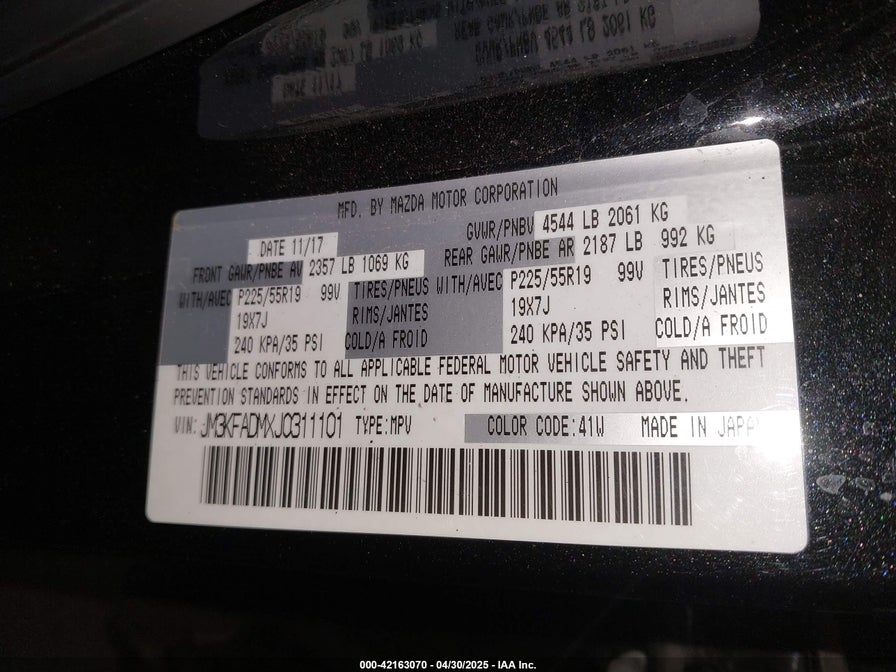 MFD. BY MAZDA MOTOR CORPORATION
DATE 11/17 GVWR/PNBV 4544 LB 2061 KG
FRONT GAWR/PNBE AV 2357 LB 1069 KG REAR GAWR/PNBE AR 2187 LB 992 KG
WITH/AVEC P225/55R19 99V TIRES/PNEUS WITH/AVEC P225/55R19 99V TIRES/PNEUS
19X7J RIMS/JANTES 19X7J RIMS/JANTES
240 KPA/35 PSI COLD/A FROID 240 KPA/35 PSI COLD/A FROID
THIS VEHICLE CONFORMS TO ALL APPLICABLE FEDERAL MOTOR VEHICLE SAFETY AND THEFT
PREVENTION STANDARDS IN EFFECT ON THE DATE OF MANUFACTURE SHOWN ABOVE.
VIN: JM3KFADMXJ0311101 TYPE:MPV COLOR CODE:41W MADE IN JAPAN
000-42163070 - 04/30/2025 - IAA Inc.